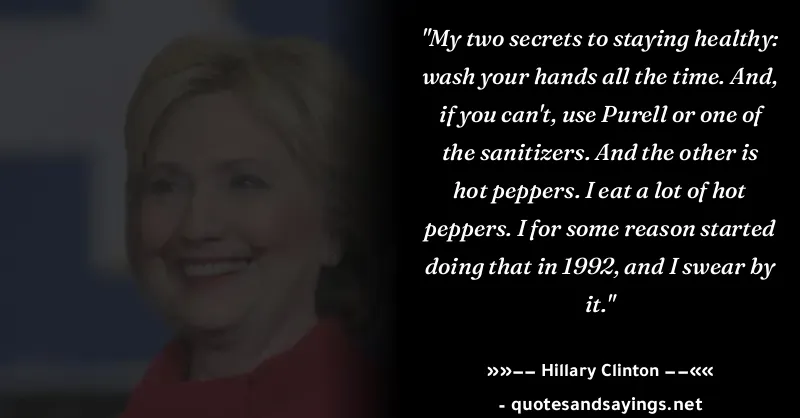 "My two secrets to staying healthy:
wash your hands all the time. And,
if you can't, use Purell or one of
the sanitizers. And the other is
hot peppers. I eat a lot of hot
peppers. I for some reason started
doing that in 1992, and I swear by
it."
»»–– Hillary Clinton ––««
- quotesandsayings.net